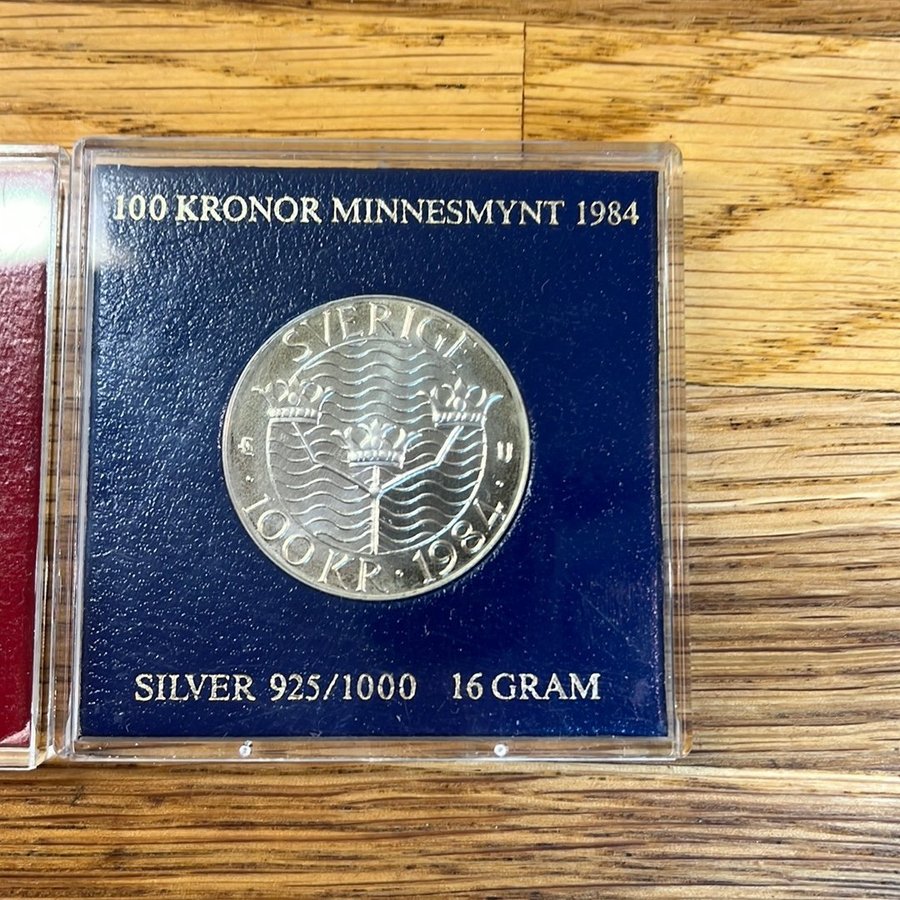 100 KRONOR MINNESMYNT 1984
SVERIGE
U
·100 KR·1984·
SILVER 925/1000 16 GRAM